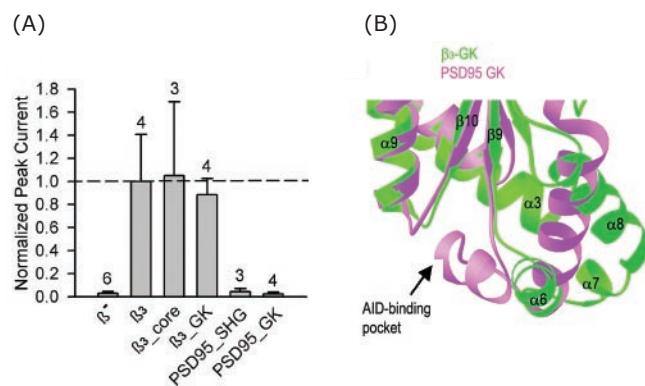 (A)
Normalized Peak Current
1.8
1.6
1.4
1.2
1.0
0.8
0.6
0.4
0.2
0.0
6
4
3
4
3
4
β⁻
β₃
β₃_core
β₃_GK
PSD95_SHG
PSD95_GK
(B)
β₃-GK
PSD95 GK
β10
β9
α9
α3
α8
α7
α6
AID-binding
pocket